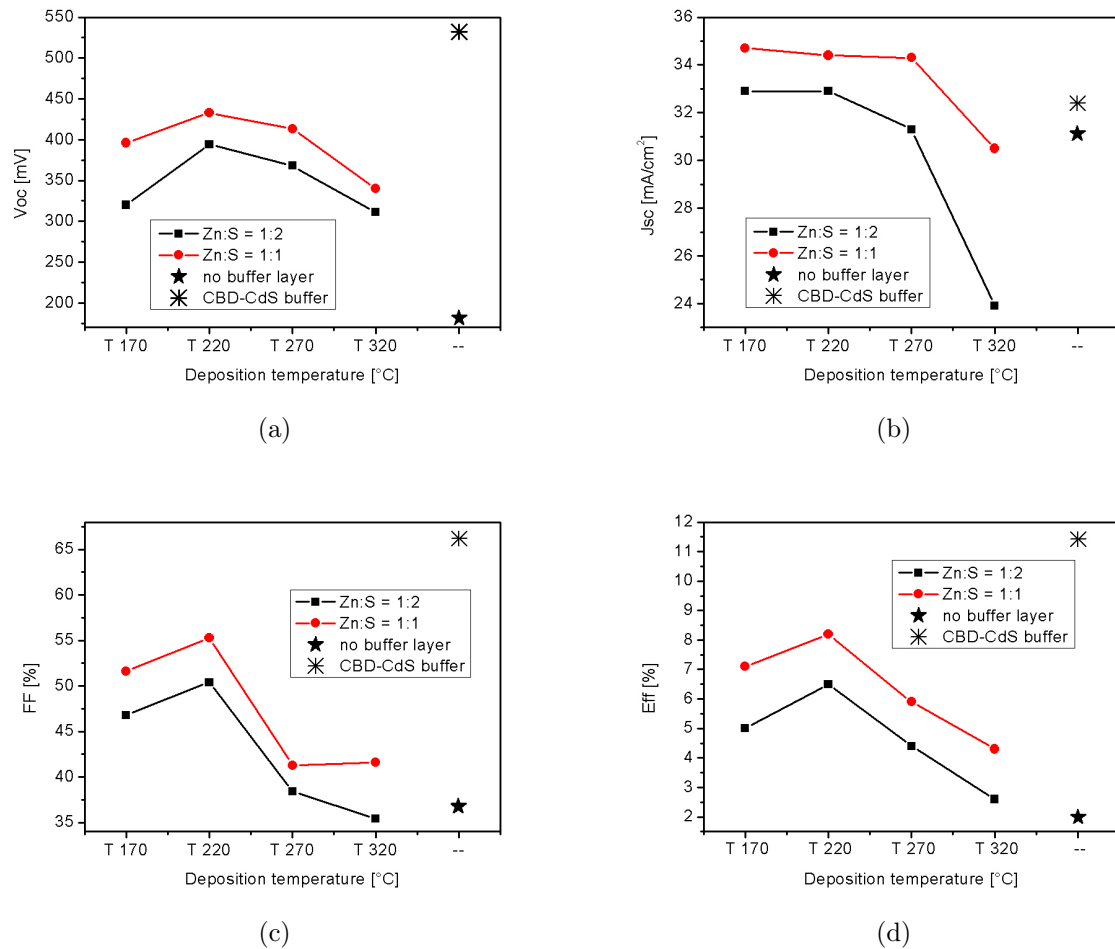 550
500
450
400
350
300
250
200
Voc [mV]
Zn:S = 1:2
Zn:S = 1:1
no buffer layer
CBD-CdS buffer
T 170 T 220 T 270 T 320 --
Deposition temperature [°C]
(a)
36
34
32
30
28
26
24
Jsc [mA/cm²]
Zn:S = 1:2
Zn:S = 1:1
no buffer layer
CBD-CdS buffer
T 170 T 220 T 270 T 320 --
Deposition temperature [°C]
(b)
65
60
55
50
45
40
35
FF [%]
Zn:S = 1:2
Zn:S = 1:1
no buffer layer
CBD-CdS buffer
T 170 T 220 T 270 T 320 --
Deposition temperature [°C]
(c)
12
11
10
9
8
7
6
5
4
3
2
Eff [%]
Zn:S = 1:2
Zn:S = 1:1
no buffer layer
CBD-CdS buffer
T 170 T 220 T 270 T 320 --
Deposition temperature [°C]
(d)